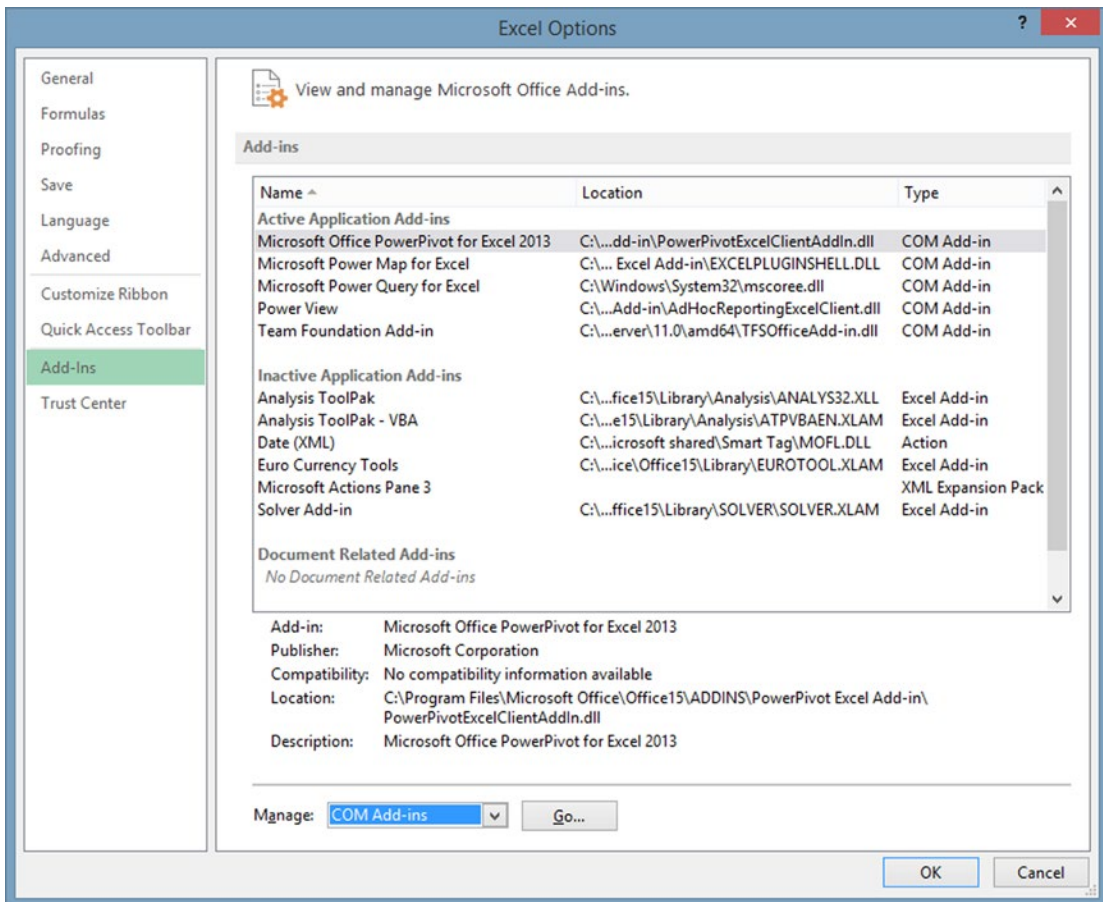 Excel Options
?
×
General
Formulas
Proofing
Save
Language
Advanced
Customize Ribbon
Quick Access Toolbar
Add-Ins
Trust Center
View and manage Microsoft Office Add-ins.
Add-ins
Name Location Type
Active Application Add-ins
Microsoft Office PowerPivot for Excel 2013 C:\...dd-in\PowerPivotExcelClientAddIn.dll COM Add-in
Microsoft Power Map for Excel C:\... Excel Add-in\EXCELPLUGINSHELL.DLL COM Add-in
Microsoft Power Query for Excel C:\Windows\System32\mscoree.dll COM Add-in
Power View C:\...Add-in\AdHocReportingExcelClient.dll COM Add-in
Team Foundation Add-in C:\...erver\11.0\amd64\TFSOfficeAdd-in.dll COM Add-in
Inactive Application Add-ins
Analysis ToolPak C:\...fice15\Library\Analysis\ANALYS32.XLL Excel Add-in
Analysis ToolPak - VBA C:\...e15\Library\Analysis\ATPVBAEN.XLAM Excel Add-in
Date (XML) C:\...icrosoft shared\Smart Tag\MOFL.DLL Action
Euro Currency Tools C:\...ice\Office15\Library\EUROTOOL.XLAM Excel Add-in
Microsoft Actions Pane 3 XML Expansion Pack
Solver Add-in C:\...ffice15\Library\SOLVER\SOLVER.XLAM Excel Add-in
Document Related Add-ins
No Document Related Add-ins
Add-in: Microsoft Office PowerPivot for Excel 2013
Publisher: Microsoft Corporation
Compatibility: No compatibility information available
Location: C:\Program Files\Microsoft Office\Office15\ADDINS\PowerPivot Excel Add-in\
PowerPivotExcelClientAddIn.dll
Description: Microsoft Office PowerPivot for Excel 2013
Manage: COM Add-ins Go...
OK Cancel